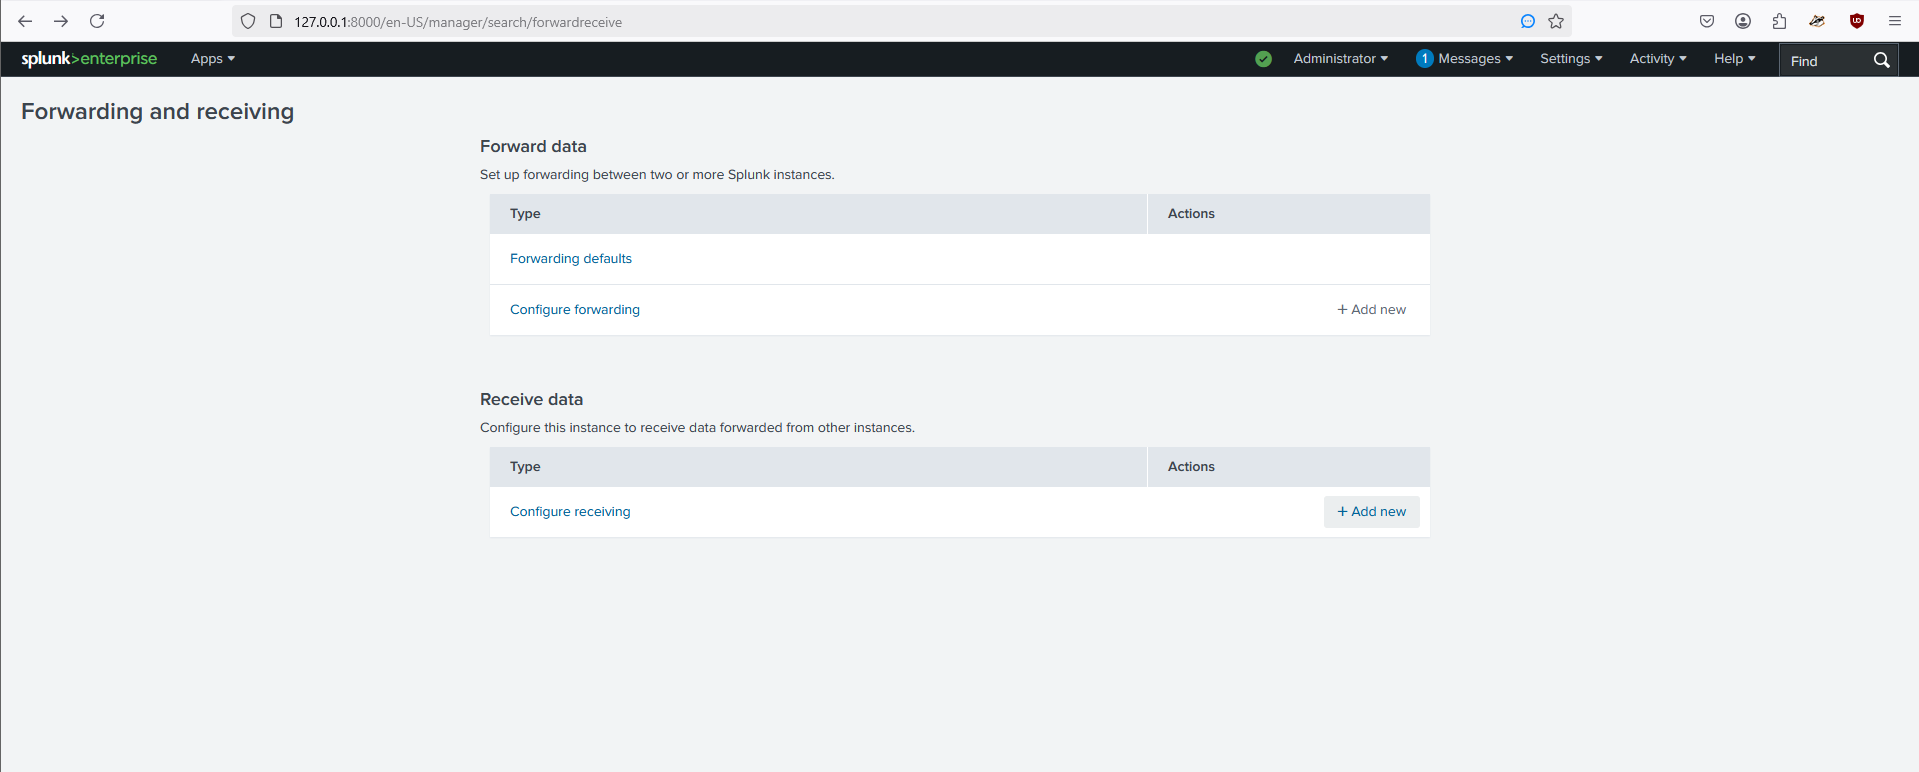 127.0.0.1:8000/en-US/manager/search/forwardreceive
splunk>enterprise Apps Administrator 1 Messages Settings Activity Help Find
Forwarding and receiving
Forward data
Set up forwarding between two or more Splunk instances.
Type Actions
Forwarding defaults
Configure forwarding + Add new
Receive data
Configure this instance to receive data forwarded from other instances.
Type Actions
Configure receiving + Add new